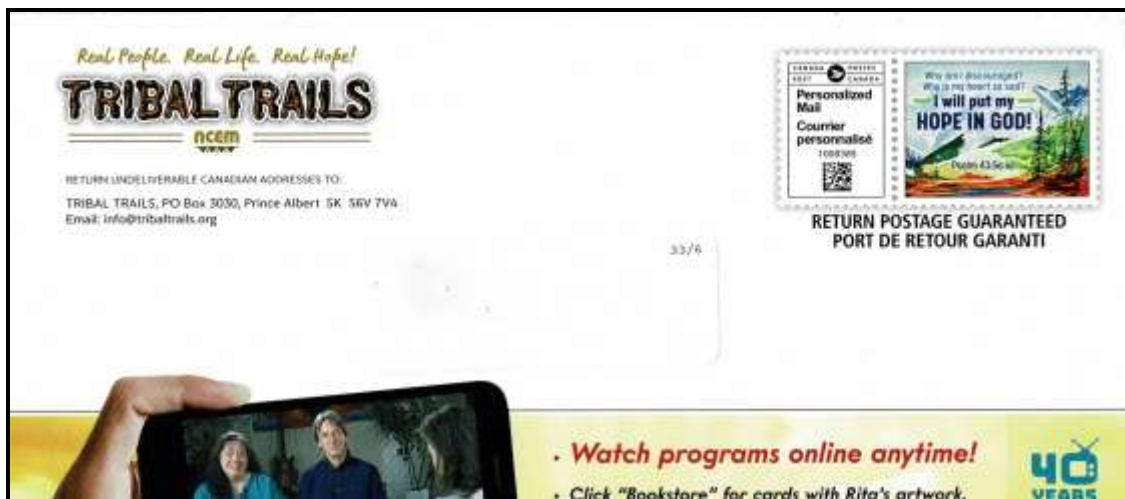 Real People. Real Life. Real Hope!
TRIBAL TRAILS
ncem
RETURN UNDELIVERABLE CANADIAN ADDRESSES TO:
TRIBAL TRAILS, PO Box 3030, Prince Albert SK S6V 7V4
Email: info@tribaltrails.org
CANADA POSTES
POST CANADA
Personalized
Mail
Courrier
personnalisé
Why am I discouraged?
Why is my heart so sad?
I will put my
HOPE IN GOD!
RETURN POSTAGE GUARANTEED
PORT DE RETOUR GARANTI
33/6
• Watch programs online anytime!
• Click "Bookstore" for cards with Rita's artwork.
40
YEARS